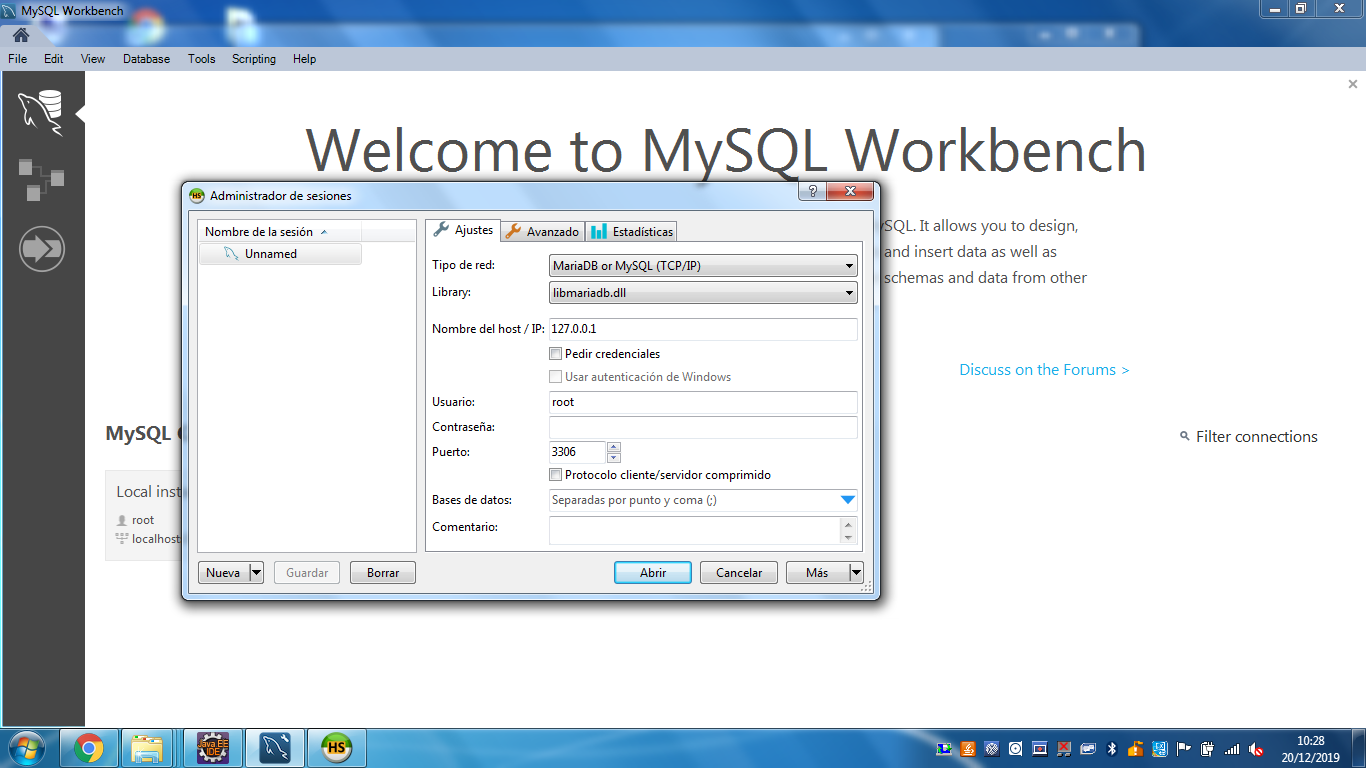 MySQL Workbench
File Edit View Database Tools Scripting Help
Welcome to MySQL Workbench
Administrador de sesiones
Nombre de la sesión
Unnamed
Ajustes Avanzado Estadísticas
Tipo de red: MariaDB or MySQL (TCP/IP)
Library: libmariadb.dll
Nombre del host / IP: 127.0.0.1
Pedir credenciales
Usar autenticación de Windows
Usuario: root
Contraseña:
Puerto: 3306
Protocolo cliente/servidor comprimido
Bases de datos: Separadas por punto y coma (;)
Comentario:
Nueva Guardar Borrar Abrir Cancelar Más
SQL. It allows you to design,
and insert data as well as
schemas and data from other
Discuss on the Forums >
MySQL
Filter connections
Local inst
root
localhost
HS
Java EE
IDE
HS
10:28
20/12/2019